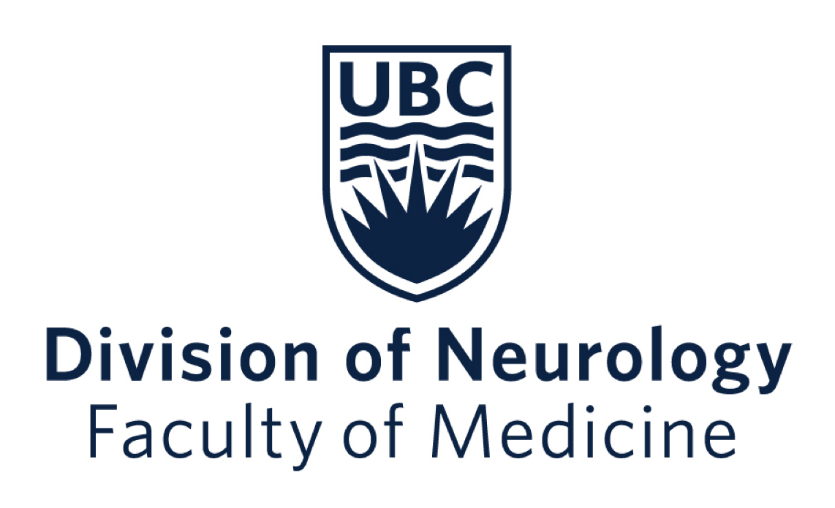 UBC
Division of Neurology
Faculty of Medicine